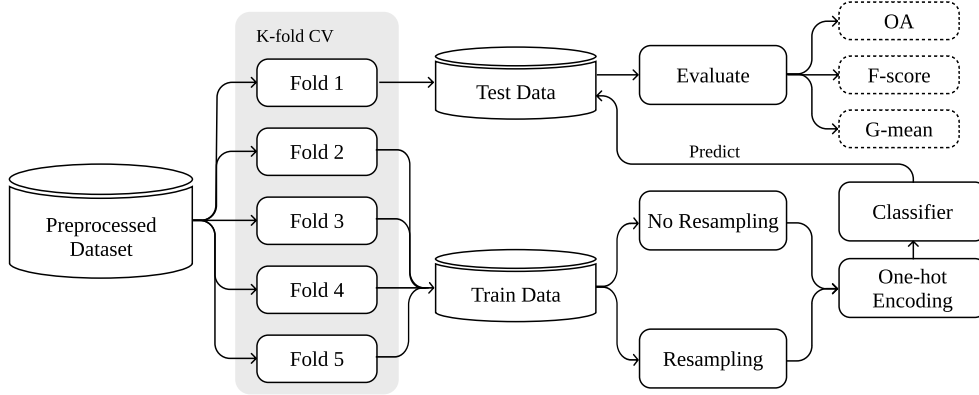 K-fold CV
Fold 1
Fold 2
Fold 3
Fold 4
Fold 5
Preprocessed
Dataset
Test Data
Train Data
Evaluate
OA
F-score
G-mean
Predict
No Resampling
Resampling
Classifier
One-hot
Encoding